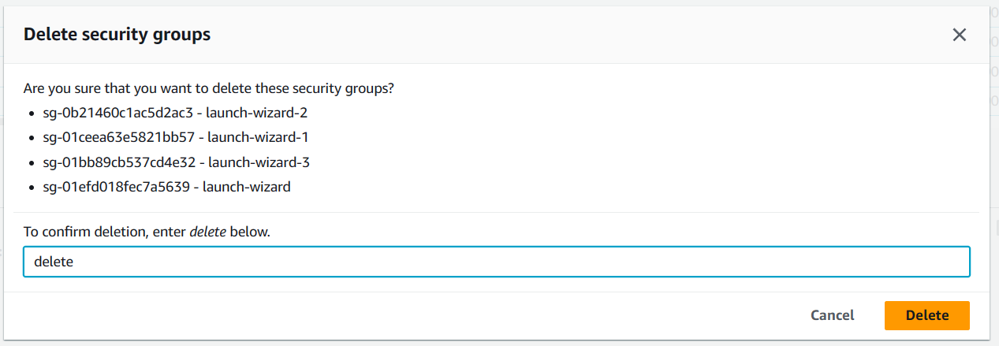 Delete security groups
Are you sure that you want to delete these security groups?
sg-0b21460c1ac5d2ac3 - launch-wizard-2
sg-01ceea63e5821bb57 - launch-wizard-1
sg-01bb89cb537cd4e32 - launch-wizard-3
sg-01efd018fec7a5639 - launch-wizard
To confirm deletion, enter delete below.
delete
Cancel Delete